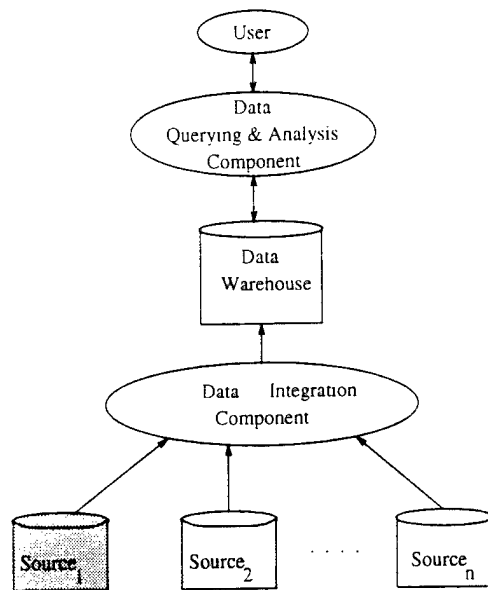 User
Data
Querying & Analysis
Component
Data
Warehouse
Data Integration
Component
Source1
Source2
. . . .
Sourcen